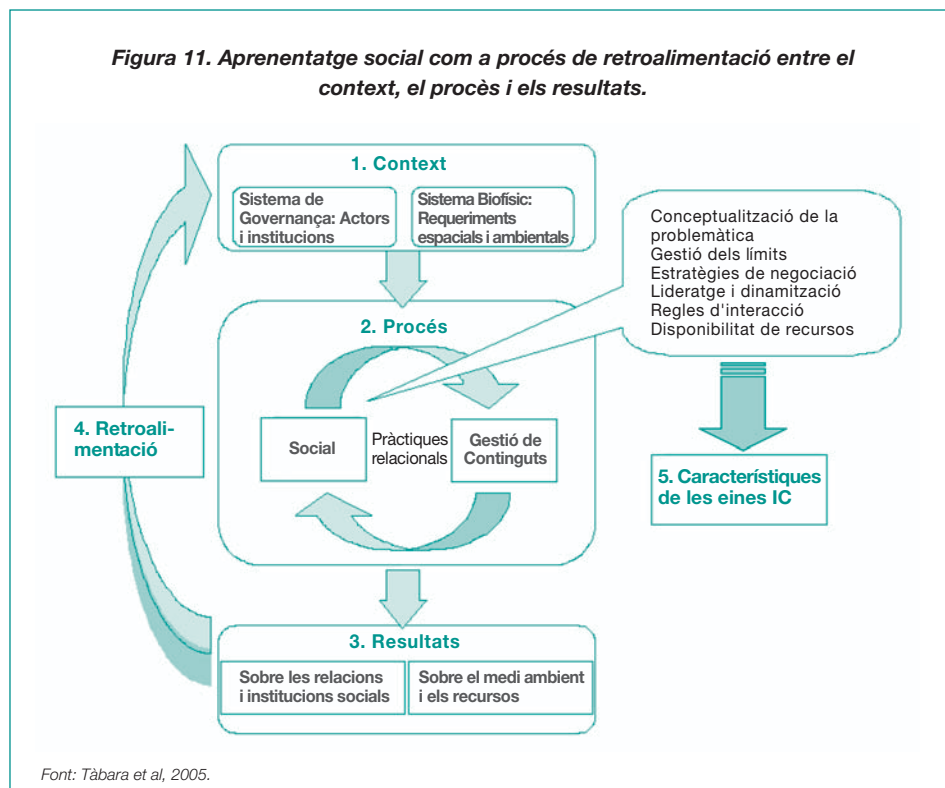 Figura 11. Aprenentatge social com a procés de retroalimentació entre el
context, el procès i els resultats.
1. Context
Sistema de
Governança: Actors
i institucions
Sistema Biofísic:
Requeriments
espacials i ambientals
Conceptualització de la
problemàtica
Gestió dels límits
Estratègies de negociació
Lideratge i dinamització
Regles d'interacció
Disponibilitat de recursos
2. Procés
4. Retroali-
mentació
Social
Pràctiques
relacionals
Gestió de
Continguts
5. Característiques
de les eines IC
3. Resultats
Sobre les relacions
i institucions socials
Sobre el medi ambient
i els recursos
Font: Tàbara et al, 2005.